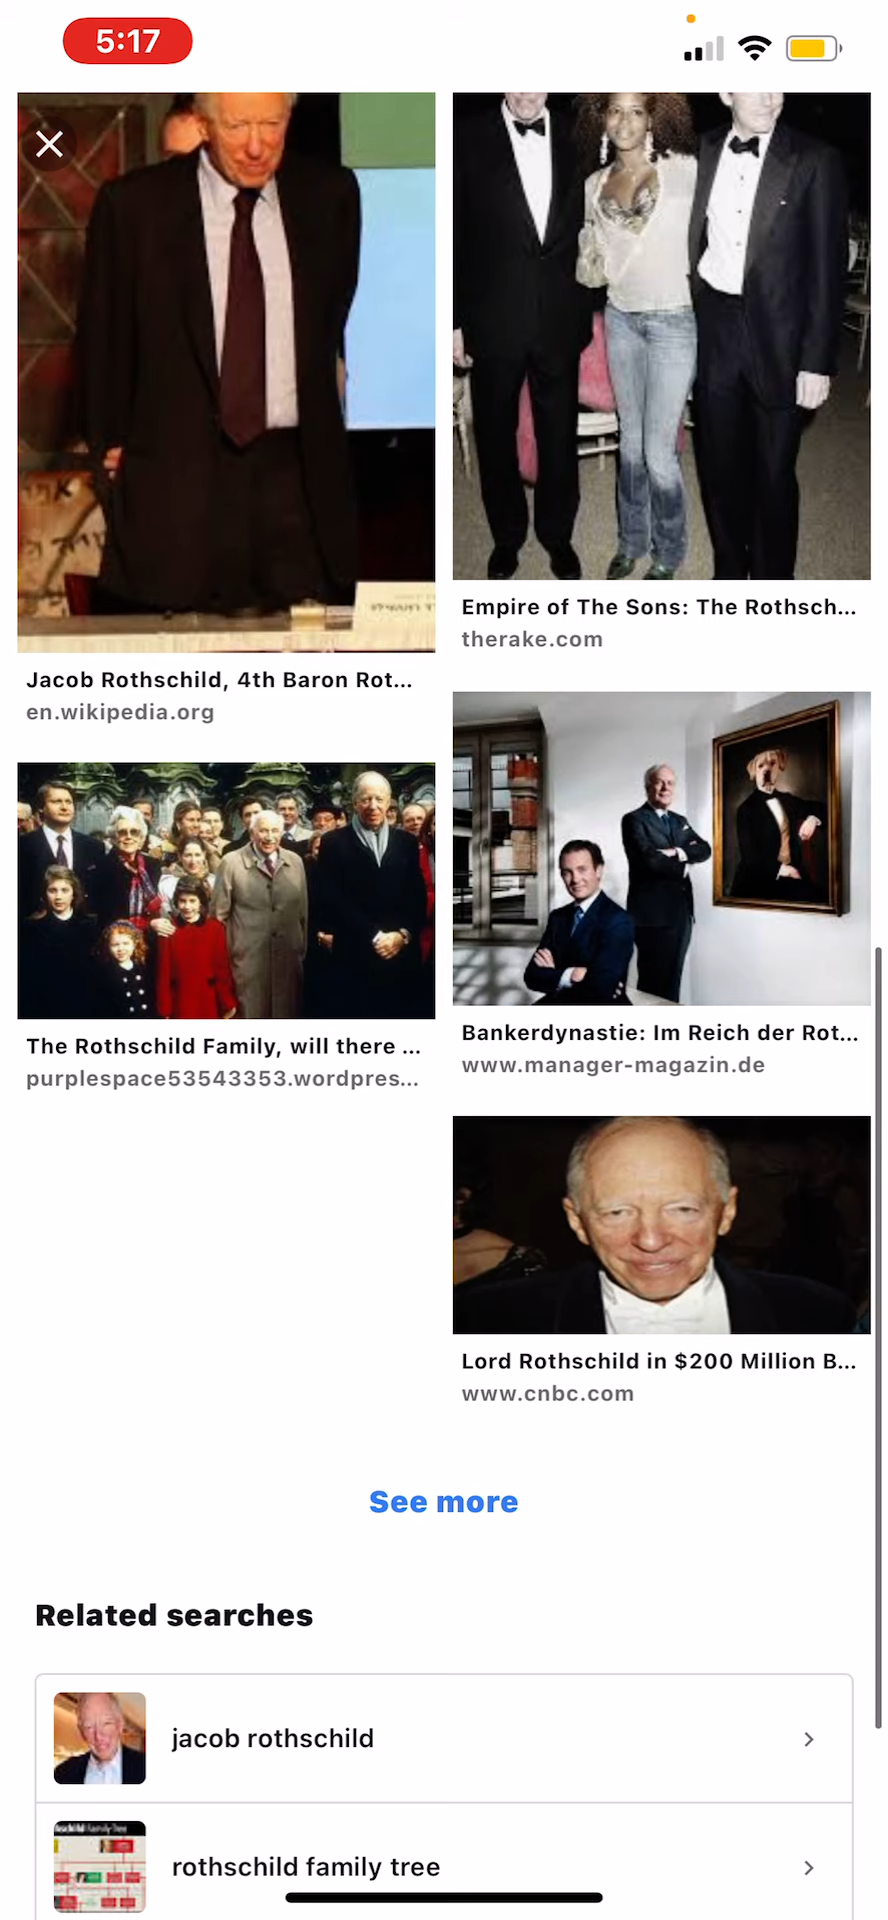 5:17
Jacob Rothschild, 4th Baron Rot...
en.wikipedia.org
Empire of The Sons: The Rothsch...
therake.com
The Rothschild Family, will there ...
purplespace53543353.wordpres...
Bankerdynastie: Im Reich der Rot...
www.manager-magazin.de
Lord Rothschild in $200 Million B...
www.cnbc.com
See more
Related searches
jacob rothschild
rothschild family tree